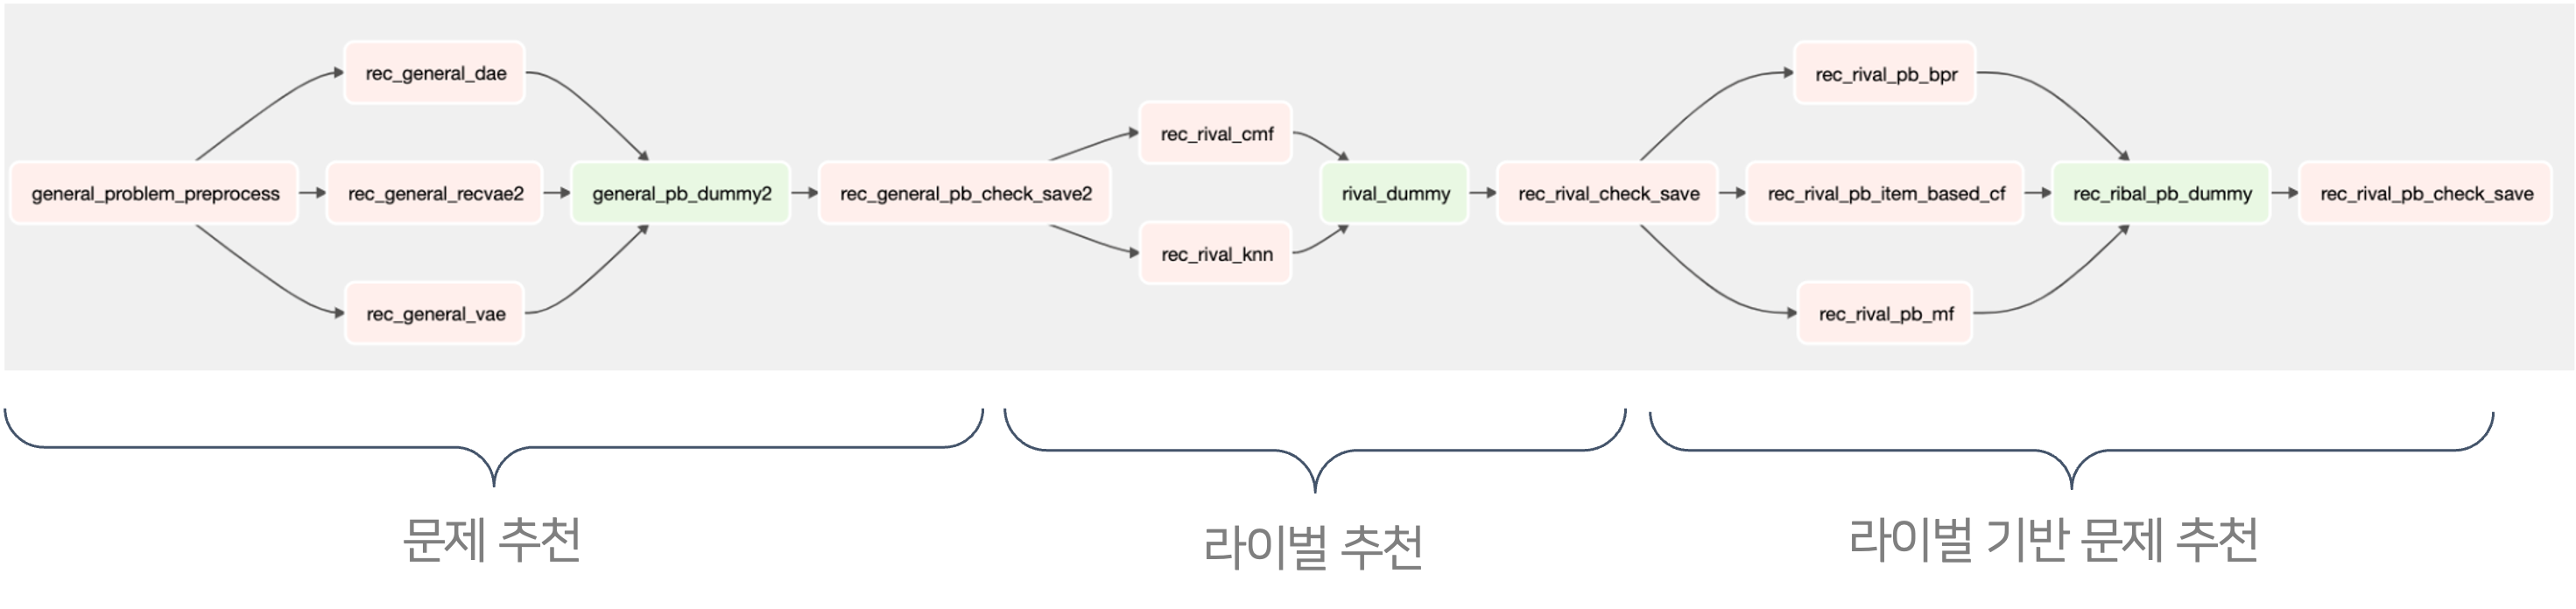 rec_general_dae
general_problem_preprocess
rec_general_recvae2
rec_general_vae
general_pb_dummy2
rec_general_pb_check_save2
rec_rival_cmf
rec_rival_knn
rival_dummy
rec_rival_check_save
rec_rival_pb_bpr
rec_rival_pb_item_based_cf
rec_rival_pb_mf
rec_ribal_pb_dummy
rec_rival_pb_check_save
문제 추천
라이벌 추천
라이벌 기반 문제 추천